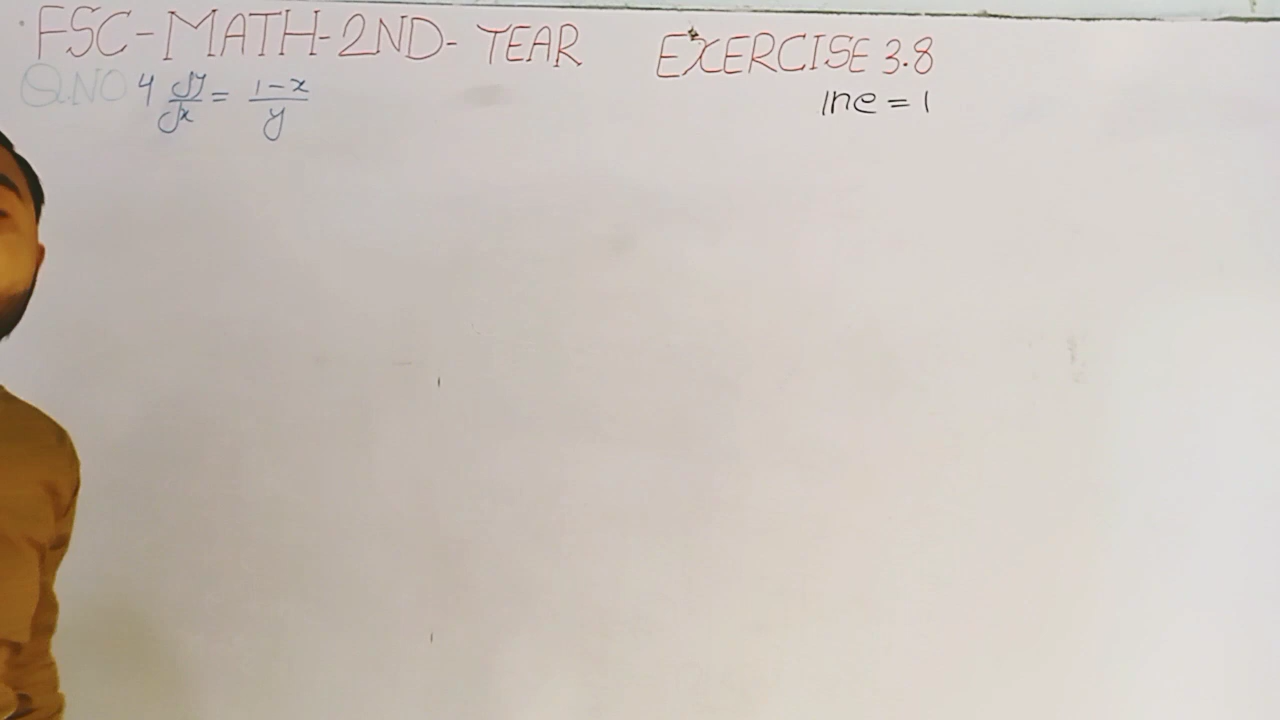 FSC-MATH-2ND-YEAR EXERCISE 3.8
Q.NO 4 dy/dx = 1-x/y
lne = 1